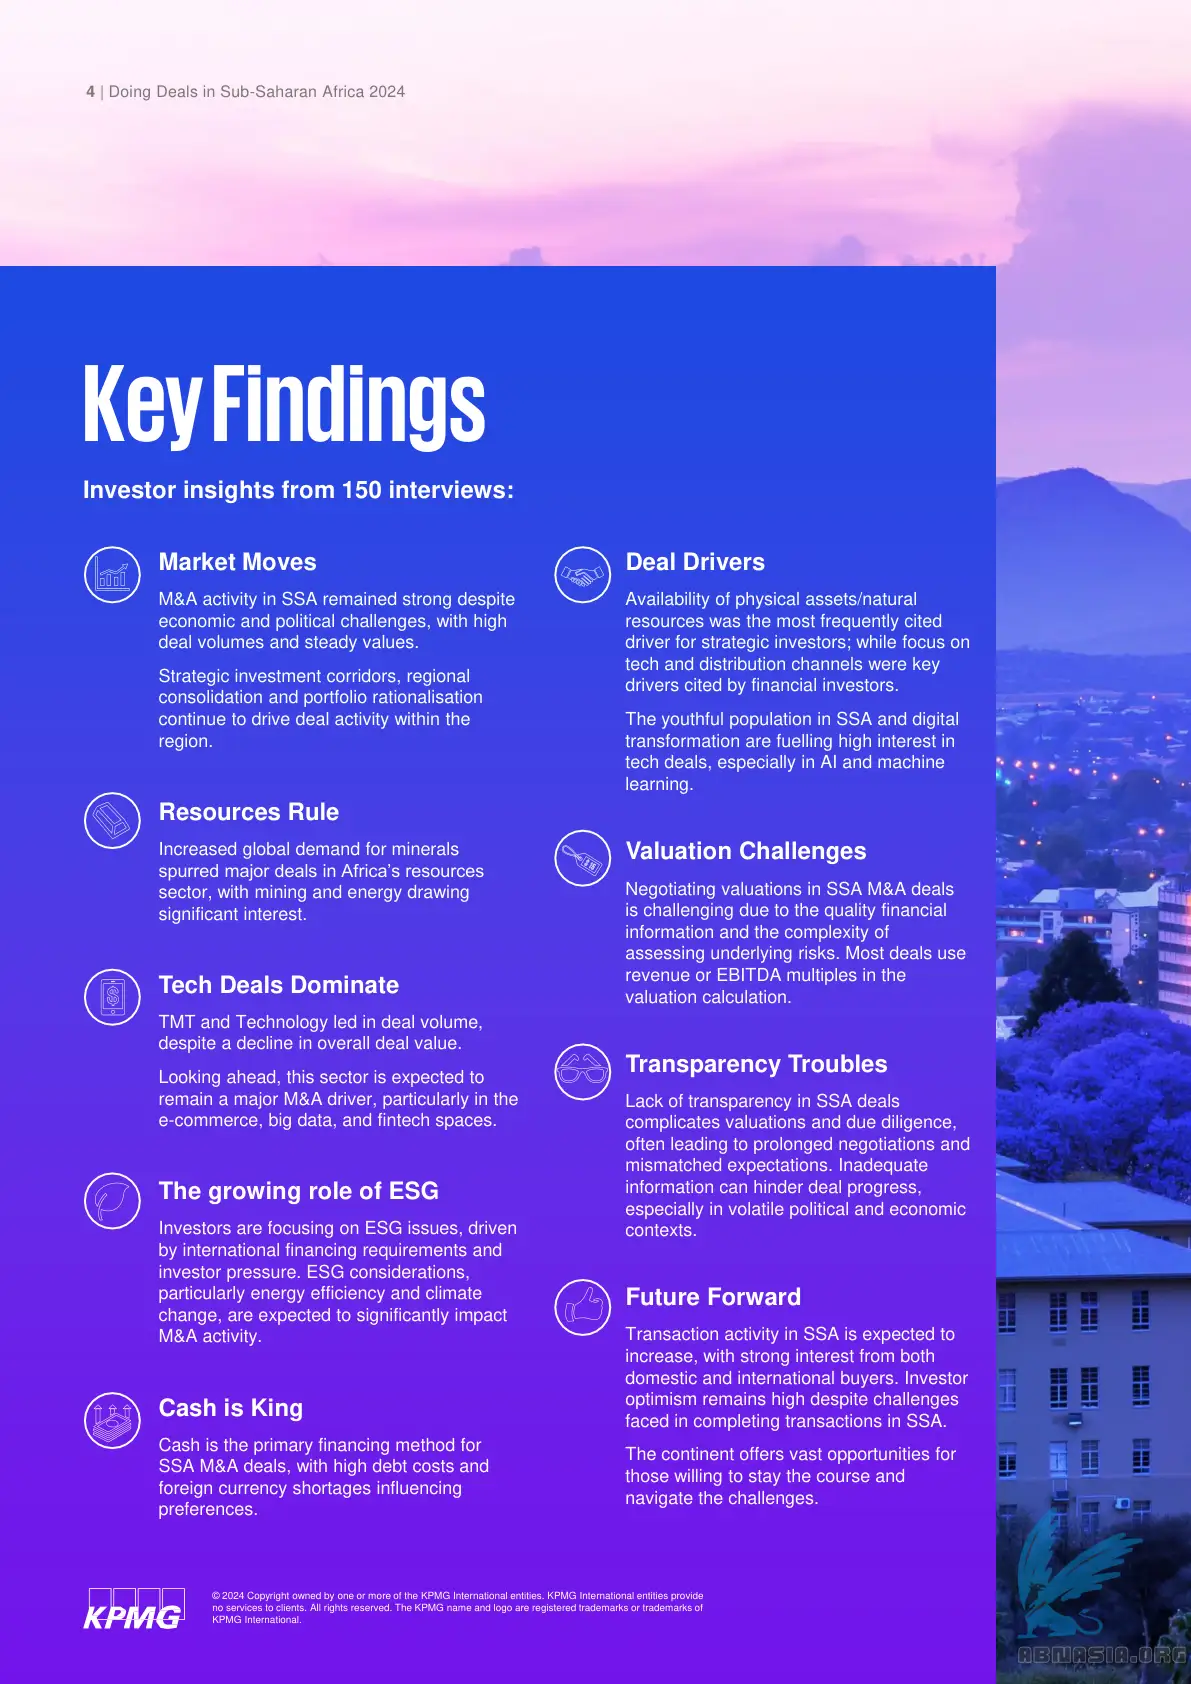 4 | Doing Deals in Sub-Saharan Africa 2024
Key Findings
Investor insights from 150 interviews:
Market Moves
M&A activity in SSA remained strong despite
economic and political challenges, with high
deal volumes and steady values.
Strategic investment corridors, regional
consolidation and portfolio rationalisation
continue to drive deal activity within the
region.
Resources Rule
Increased global demand for minerals
spurred major deals in Africa's resources
sector, with mining and energy drawing
significant interest.
Tech Deals Dominate
TMT and Technology led in deal volume,
despite a decline in overall deal value.
Looking ahead, this sector is expected to
remain a major M&A driver, particularly in the
e-commerce, big data, and fintech spaces.
The growing role of ESG
Investors are focusing on ESG issues, driven
by international financing requirements and
investor pressure. ESG considerations,
particularly energy efficiency and climate
change, are expected to significantly impact
M&A activity.
Cash is King
Cash is the primary financing method for
SSA M&A deals, with high debt costs and
foreign currency shortages influencing
preferences.
Deal Drivers
Availability of physical assets/natural
resources was the most frequently cited
driver for strategic investors; while focus on
tech and distribution channels were key
drivers cited by financial investors.
The youthful population in SSA and digital
transformation are fuelling high interest in
tech deals, especially in AI and machine
learning.
Valuation Challenges
Negotiating valuations in SSA M&A deals
is challenging due to the quality financial
information and the complexity of
assessing underlying risks. Most deals use
revenue or EBITDA multiples in the
valuation calculation.
Transparency Troubles
Lack of transparency in SSA deals
complicates valuations and due diligence,
often leading to prolonged negotiations and
mismatched expectations. Inadequate
information can hinder deal progress,
especially in volatile political and economic
contexts.
Future Forward
Transaction activity in SSA is expected to
increase, with strong interest from both
domestic and international buyers. Investor
optimism remains high despite challenges
faced in completing transactions in SSA.
The continent offers vast opportunities for
those willing to stay the course and
navigate the challenges.
KPMG
© 2024 Copyright owned by one or more of the KPMG International entities. KPMG International entities provide
no services to clients. All rights reserved. The KPMG name and logo are registered trademarks or trademarks of
KPMG International.
ABNASIA.ORG